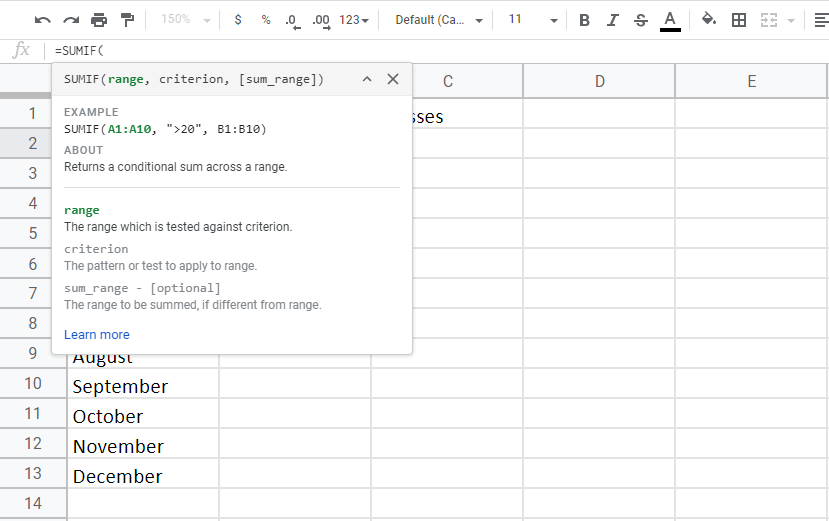 150% $ % .0 .00 123 Default (Ca... 11 B I S A
fx =SUMIF(
SUMIF(range, criterion, [sum_range])
C D E
EXAMPLE
SUMIF(A1:A10, ">20", B1:B10)
ABOUT
Returns a conditional sum across a range.
range
The range which is tested against criterion.
criterion
The pattern or test to apply to range.
sum_range - [optional]
The range to be summed, if different from range.
Learn more
1 sses
2
3
4
5
6
7
8
9 August
10 September
11 October
12 November
13 December
14